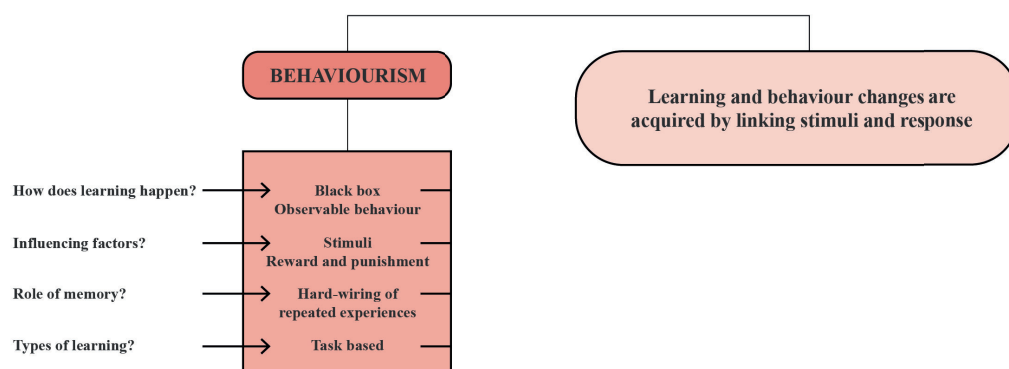 BEHAVIOURISM
Learning and behaviour changes are
acquired by linking stimuli and response
How does learning happen?
Black box
Observable behaviour
Influencing factors?
Stimuli
Reward and punishment
Role of memory?
Hard-wiring of
repeated experiences
Types of learning?
Task based